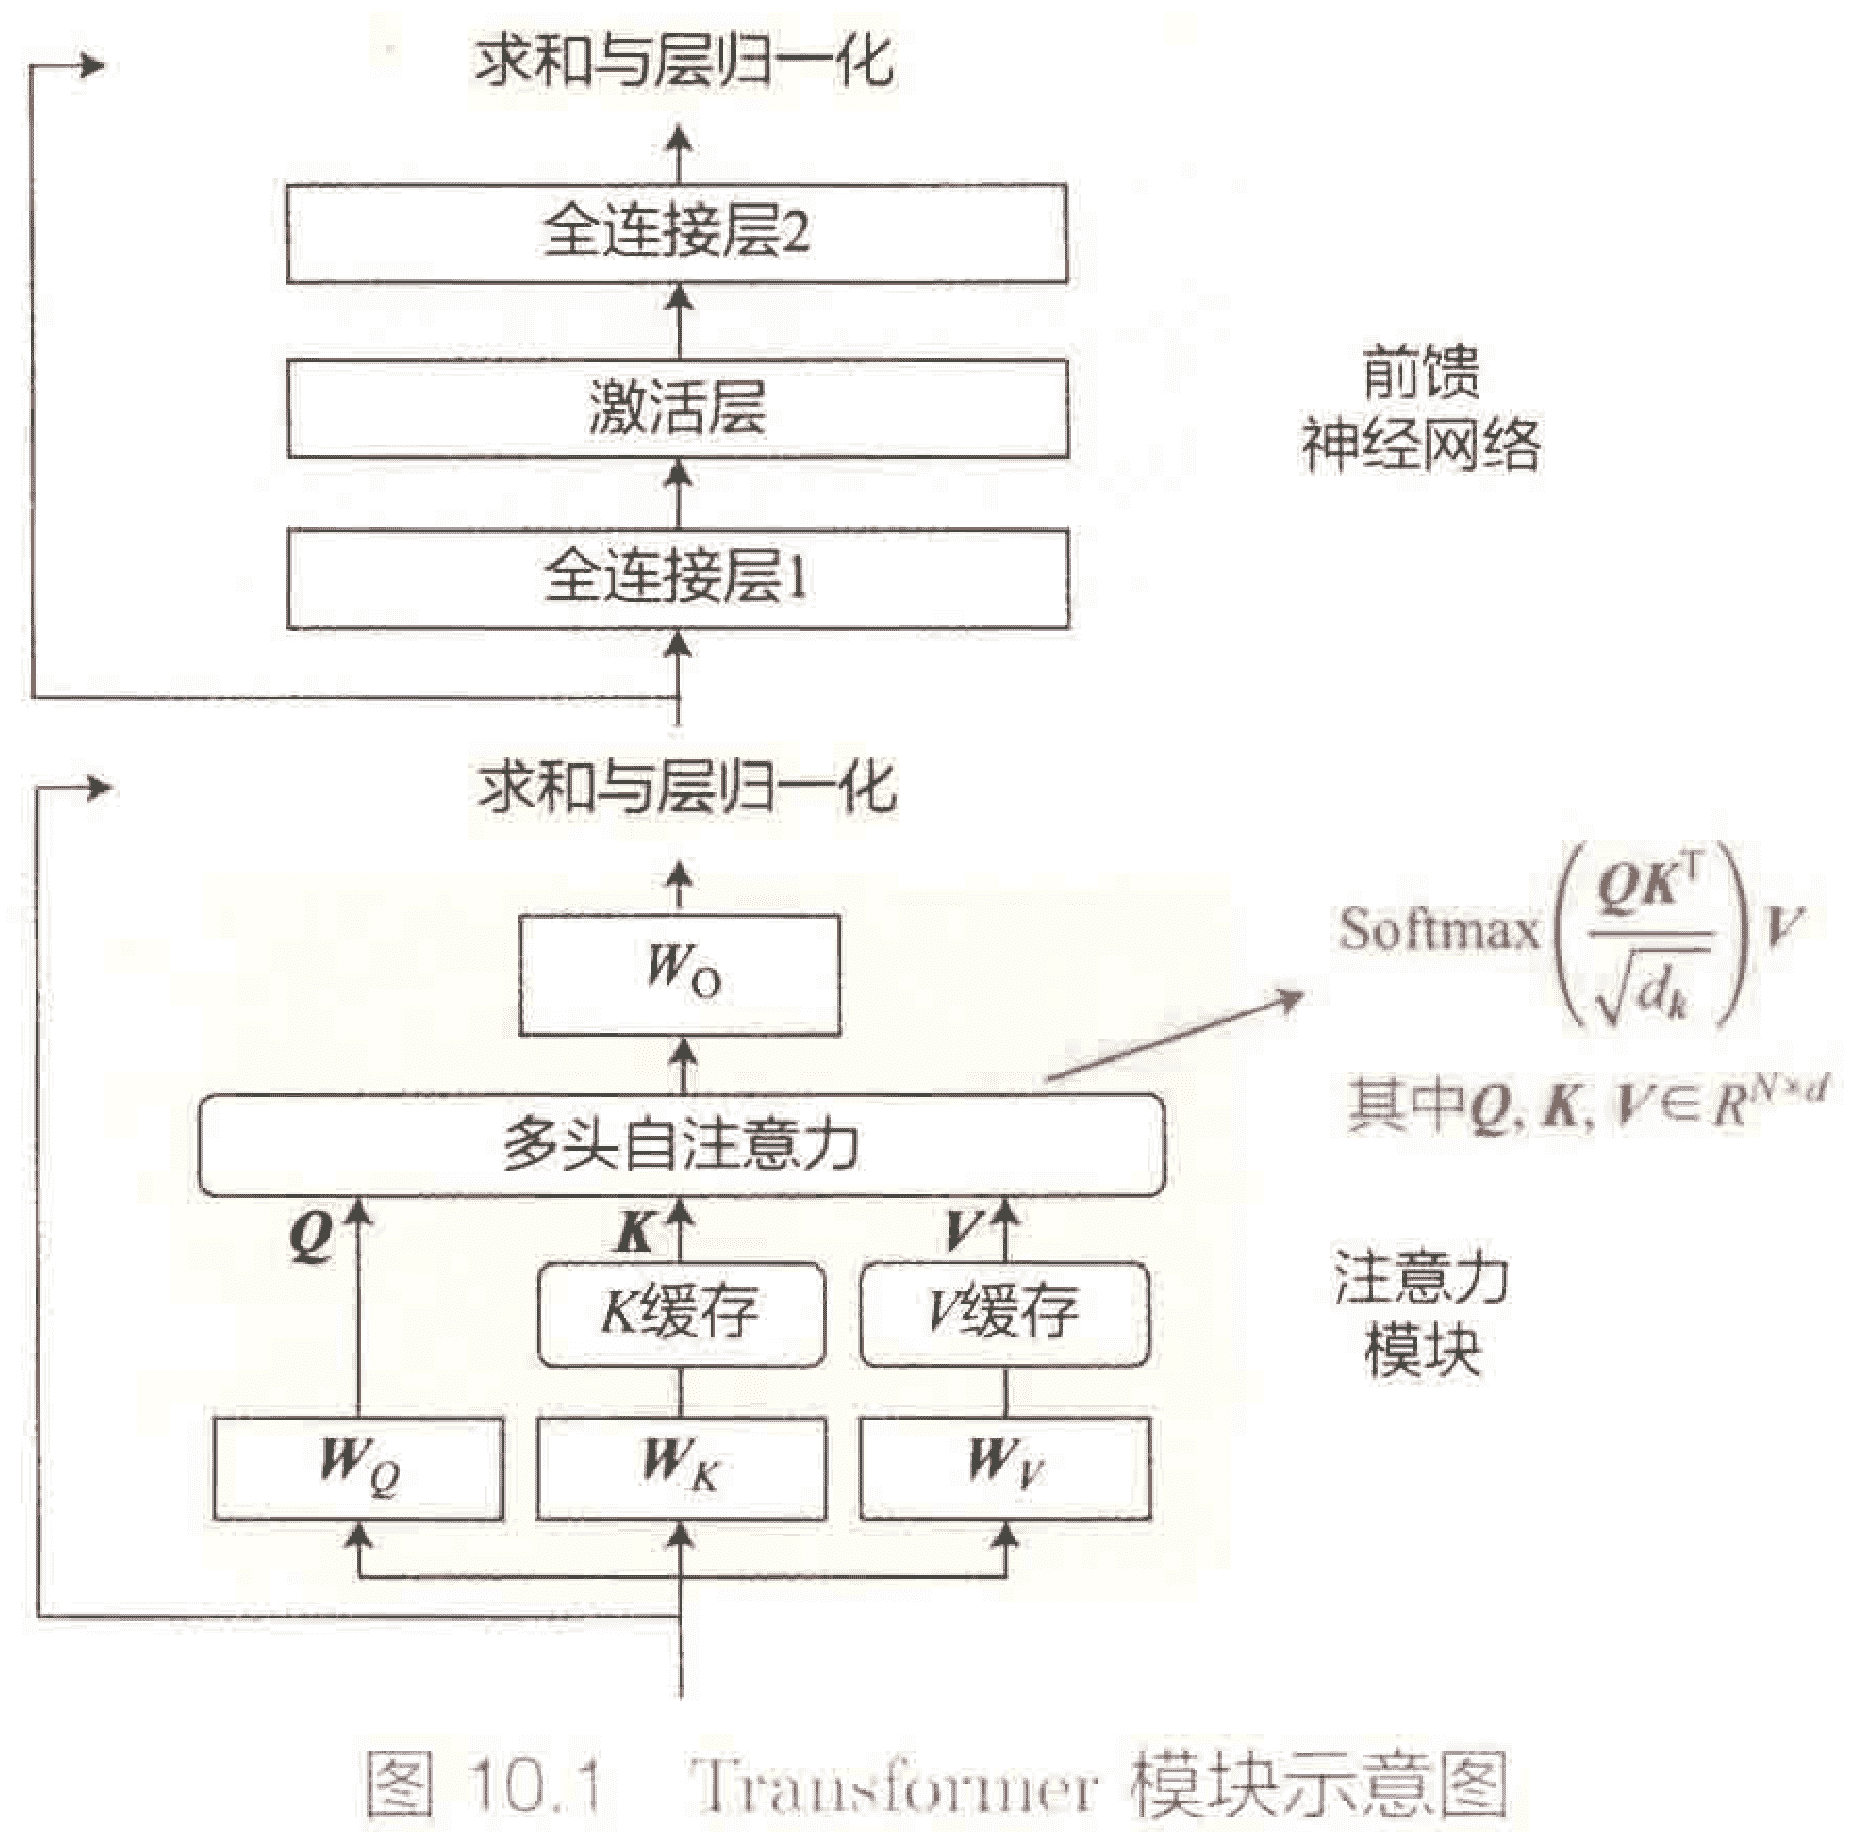 求和与层归一化
全连接层2
激活层
全连接层1
前馈
神经网络
求和与层归一化
W_O
Softmax(QK^⊤/√d_k)V
其中Q, K, V∈R^{N×d}
多头自注意力
Q K V
K缓存 V缓存
W_Q W_K W_V
注意力
模块
图 10.1 Transformer 模块示意图